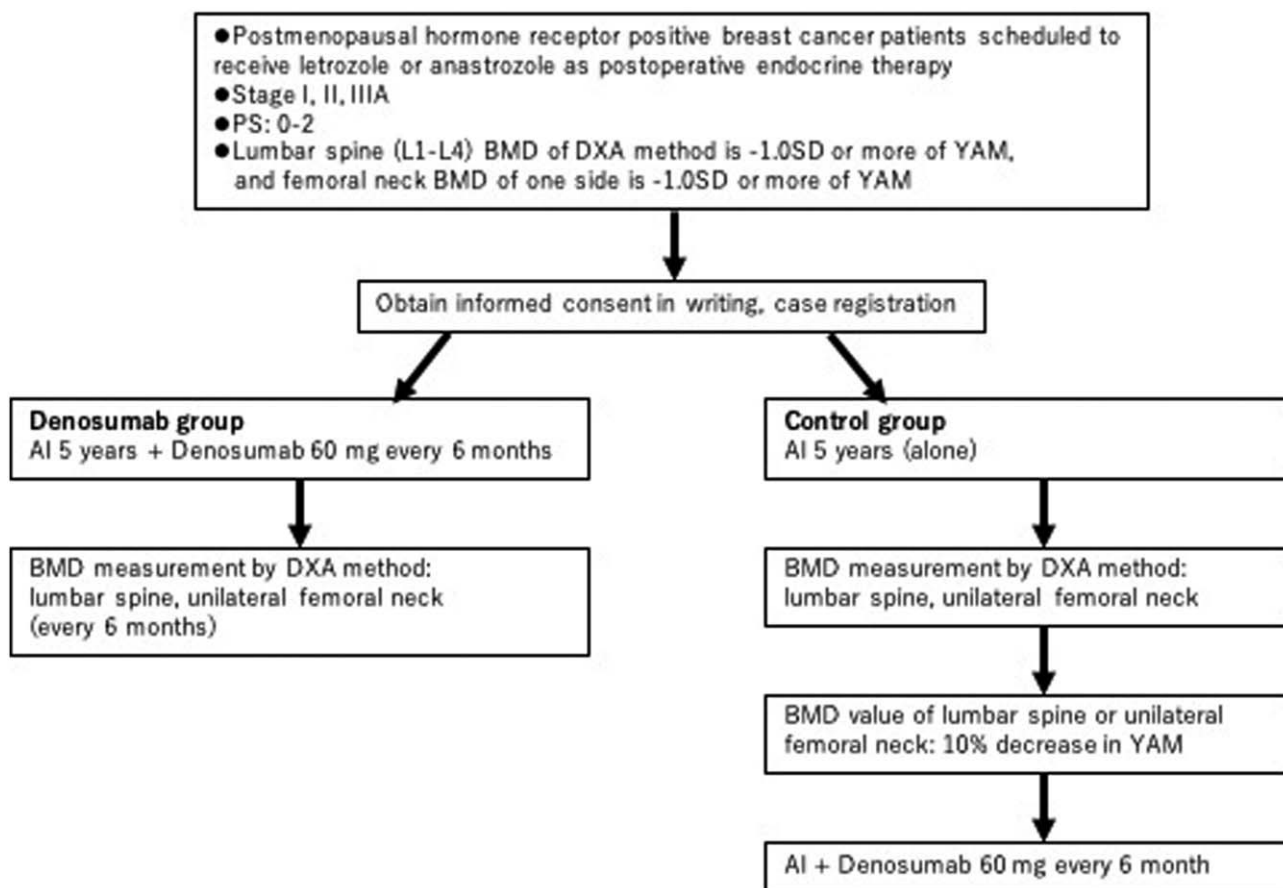 ●Postmenopausal hormone receptor positive breast cancer patients scheduled to
receive letrozole or anastrozole as postoperative endocrine therapy
●Stage I, II, IIIA
●PS: 0-2
●Lumbar spine (L1-L4) BMD of DXA method is -1.0SD or more of YAM,
and femoral neck BMD of one side is -1.0SD or more of YAM
Obtain informed consent in writing, case registration
Denosumab group
AI 5 years + Denosumab 60 mg every 6 months
BMD measurement by DXA method:
lumbar spine, unilateral femoral neck
(every 6 months)
Control group
AI 5 years (alone)
BMD measurement by DXA method:
lumbar spine, unilateral femoral neck
BMD value of lumbar spine or unilateral
femoral neck: 10% decrease in YAM
AI + Denosumab 60 mg every 6 month